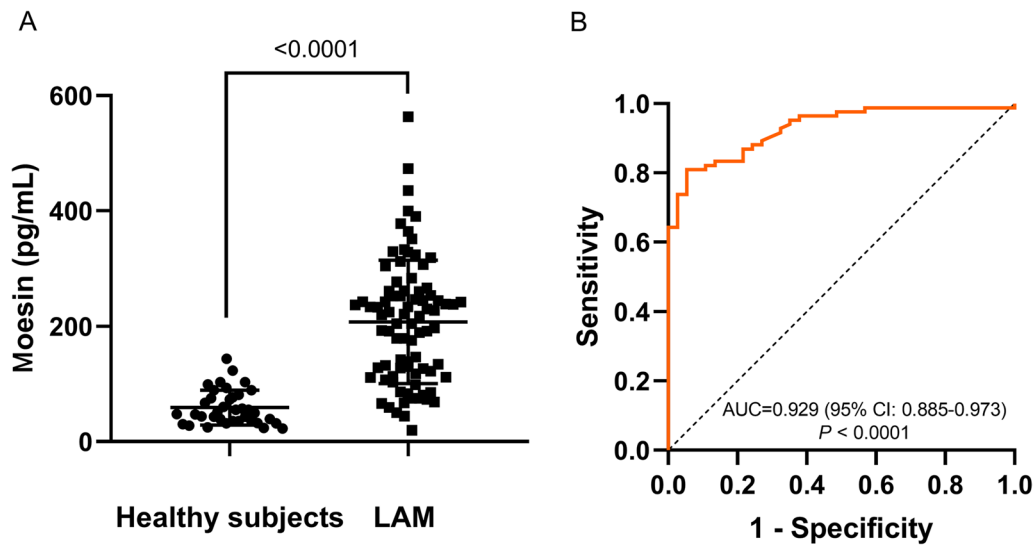 A
<0.0001
Moesin (pg/mL)
600
400
200
0
Healthy subjects
LAM
B
Sensitivity
1.0
0.8
0.6
0.4
0.2
0.0
AUC=0.929 (95% CI: 0.885-0.973)
P < 0.0001
0.0 0.2 0.4 0.6 0.8 1.0
1 - Specificity